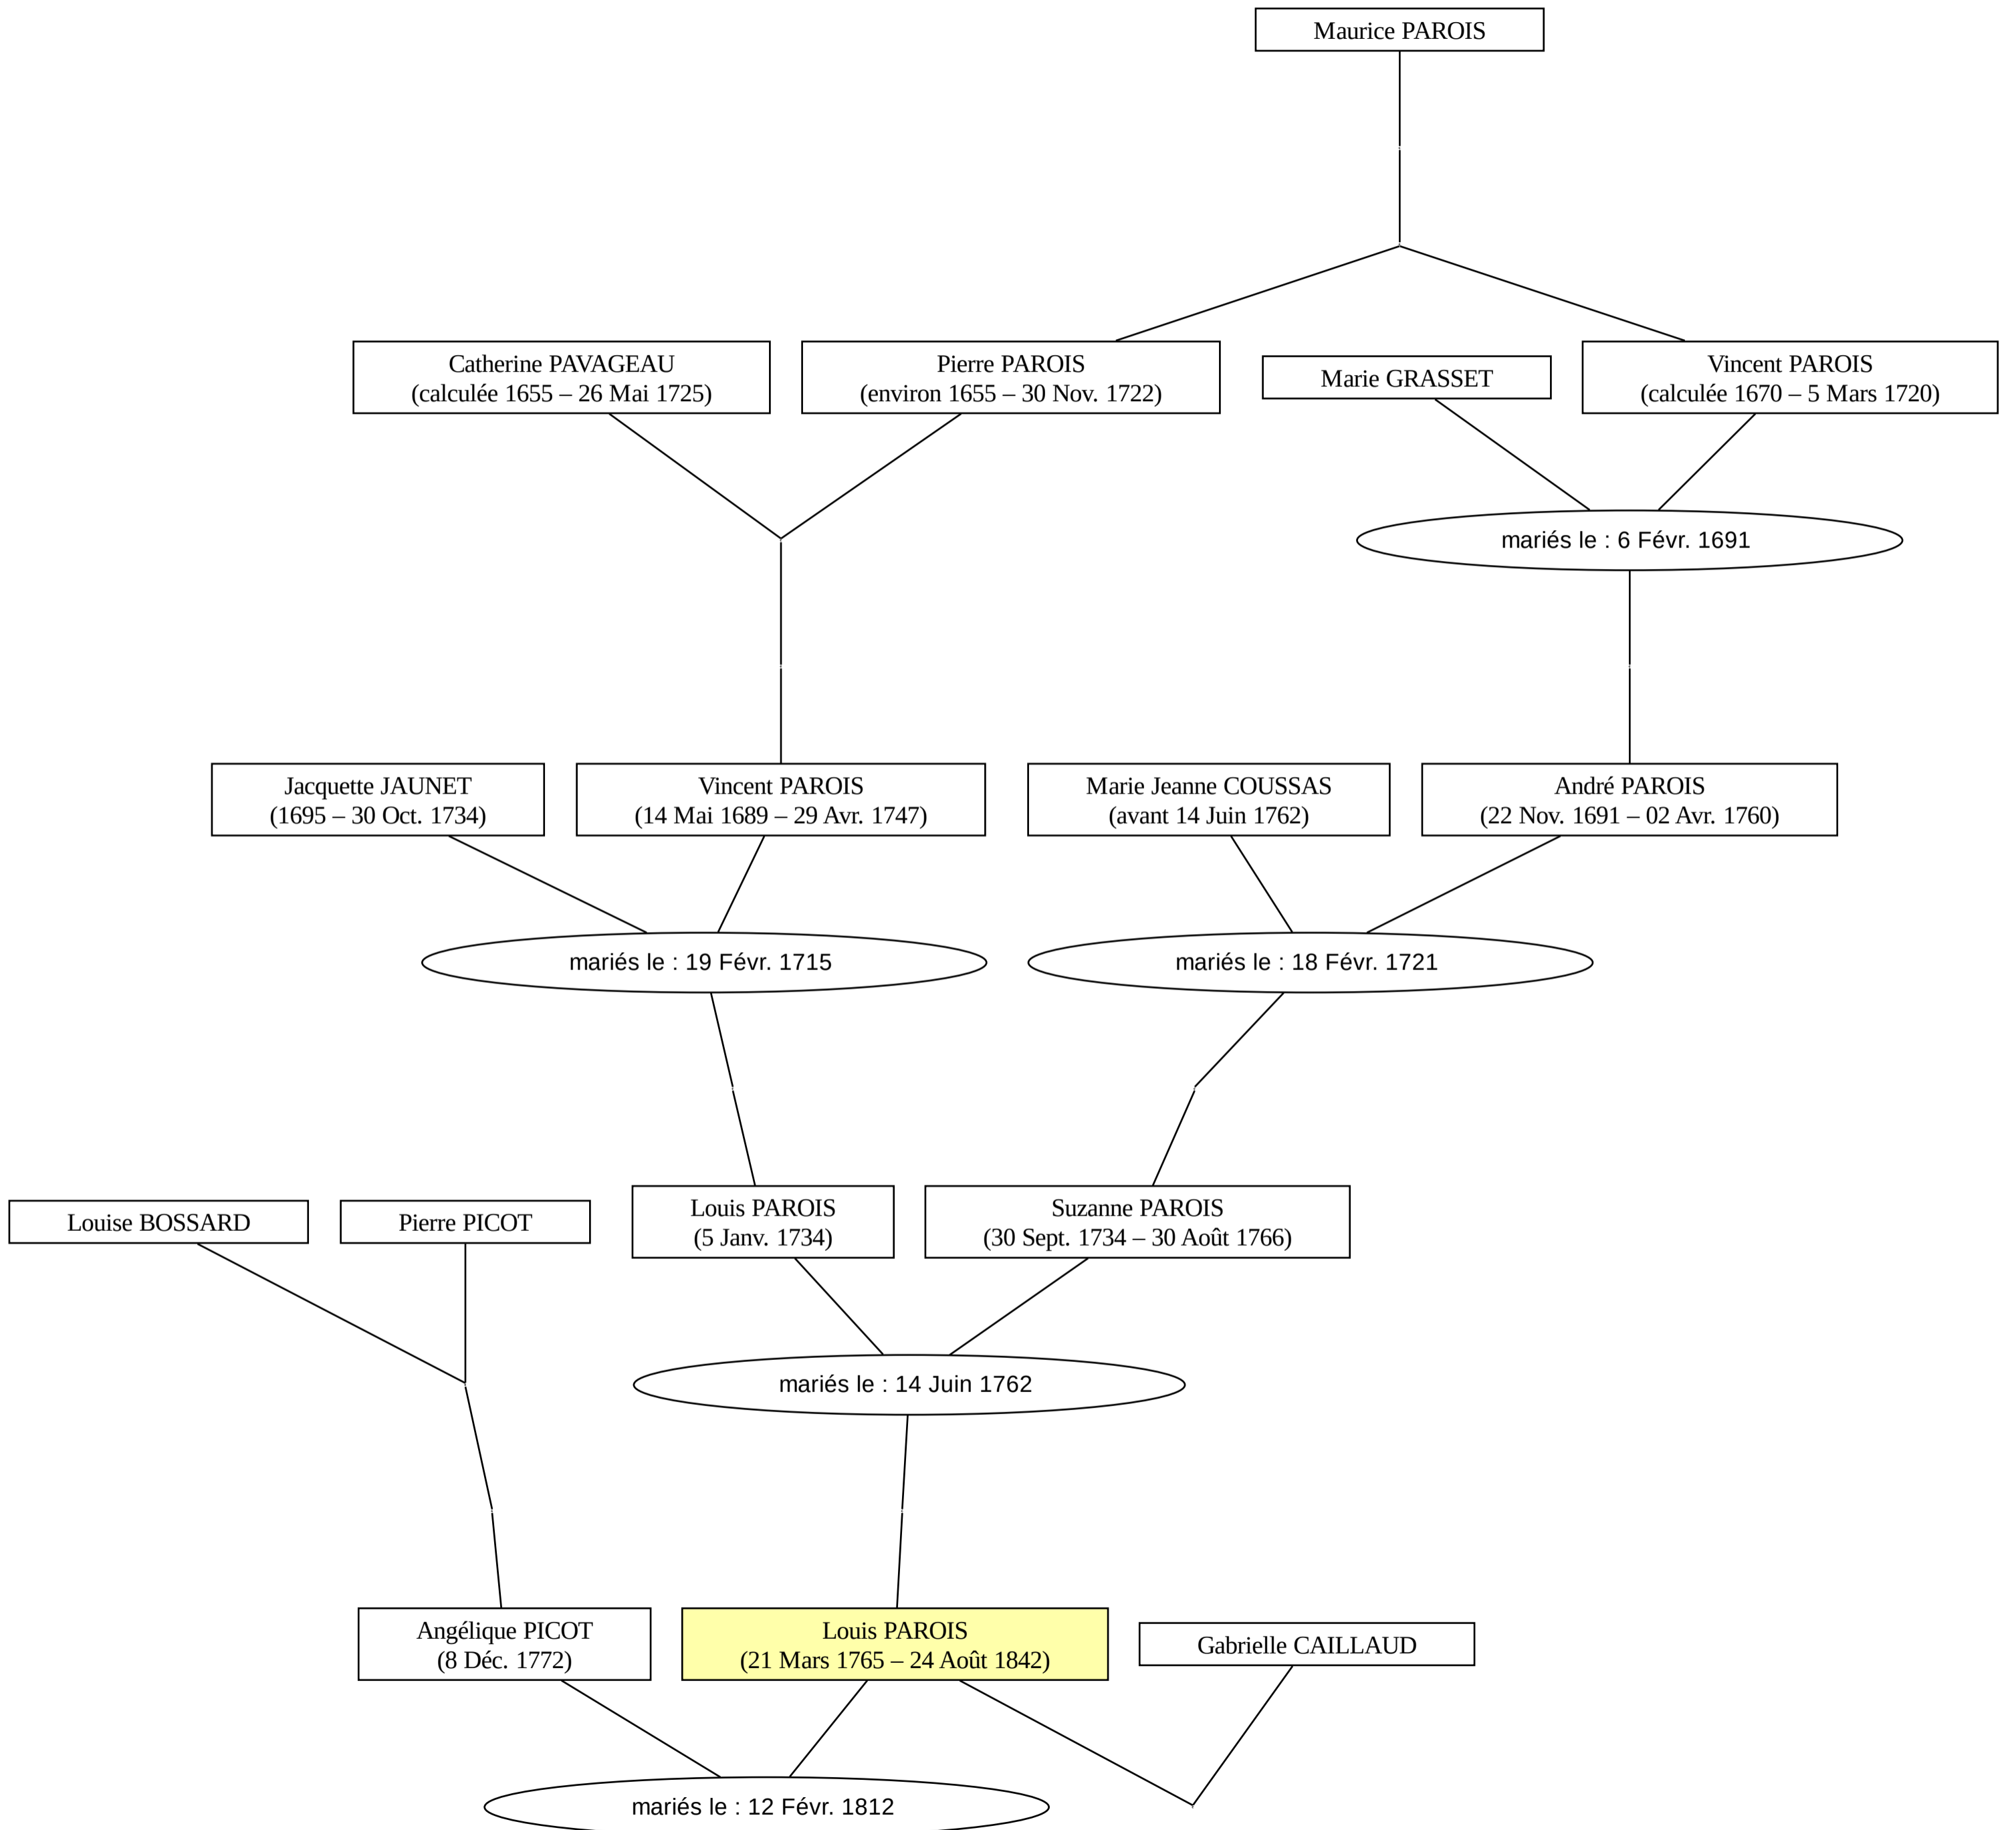 Maurice PAROIS
Catherine PAVAGEAU
(calculée 1655 – 26 Mai 1725)
Pierre PAROIS
(environ 1655 – 30 Nov. 1722)
Marie GRASSET
Vincent PAROIS
(calculée 1670 – 5 Mars 1720)
mariés le : 6 Févr. 1691
Jacquette JAUNET
(1695 – 30 Oct. 1734)
Vincent PAROIS
(14 Mai 1689 – 29 Avr. 1747)
Marie Jeanne COUSSAS
(avant 14 Juin 1762)
André PAROIS
(22 Nov. 1691 – 02 Avr. 1760)
mariés le : 19 Févr. 1715
mariés le : 18 Févr. 1721
Louise BOSSARD
Pierre PICOT
Louis PAROIS
(5 Janv. 1734)
Suzanne PAROIS
(30 Sept. 1734 – 30 Août 1766)
mariés le : 14 Juin 1762
Angélique PICOT
(8 Déc. 1772)
Louis PAROIS
(21 Mars 1765 – 24 Août 1842)
Gabrielle CAILLAUD
mariés le : 12 Févr. 1812